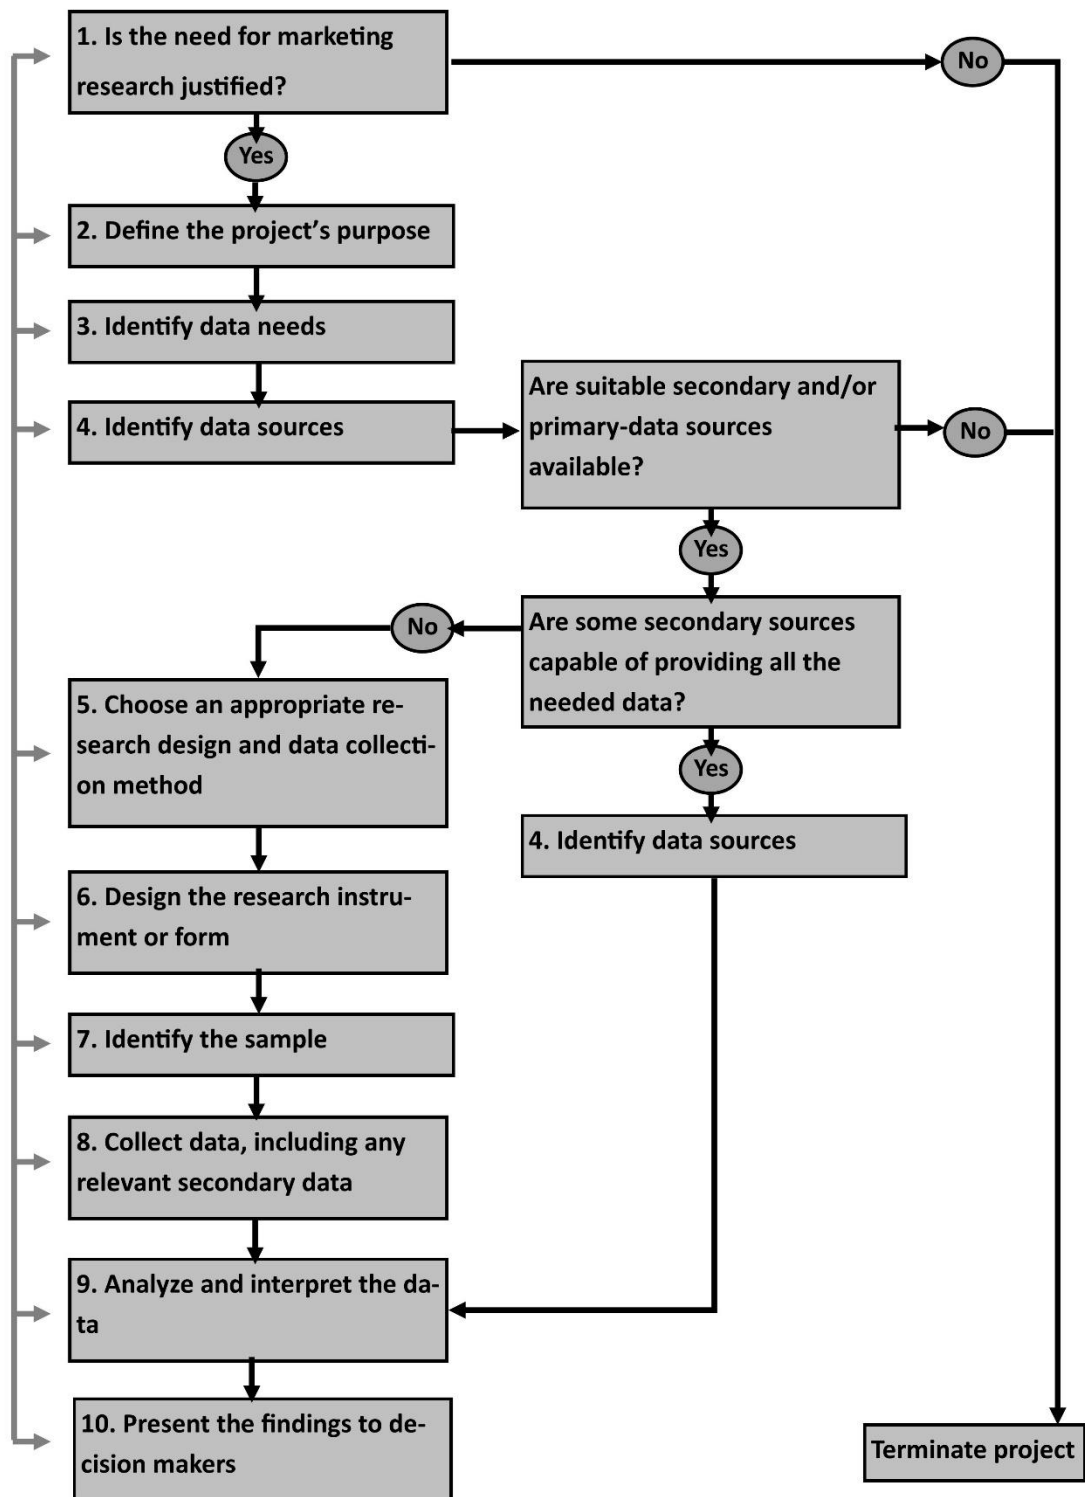 1. Is the need for marketing
research justified?
No
Yes
2. Define the project’s purpose
3. Identify data needs
4. Identify data sources
Are suitable secondary and/or
primary-data sources
available?
No
Yes
Are some secondary sources
capable of providing all the
needed data?
No
Yes
4. Identify data sources
5. Choose an appropriate re-
search design and data collecti-
on method
6. Design the research instru-
ment or form
7. Identify the sample
8. Collect data, including any
relevant secondary data
9. Analyze and interpret the da-
ta
10. Present the findings to de-
cision makers
Terminate project